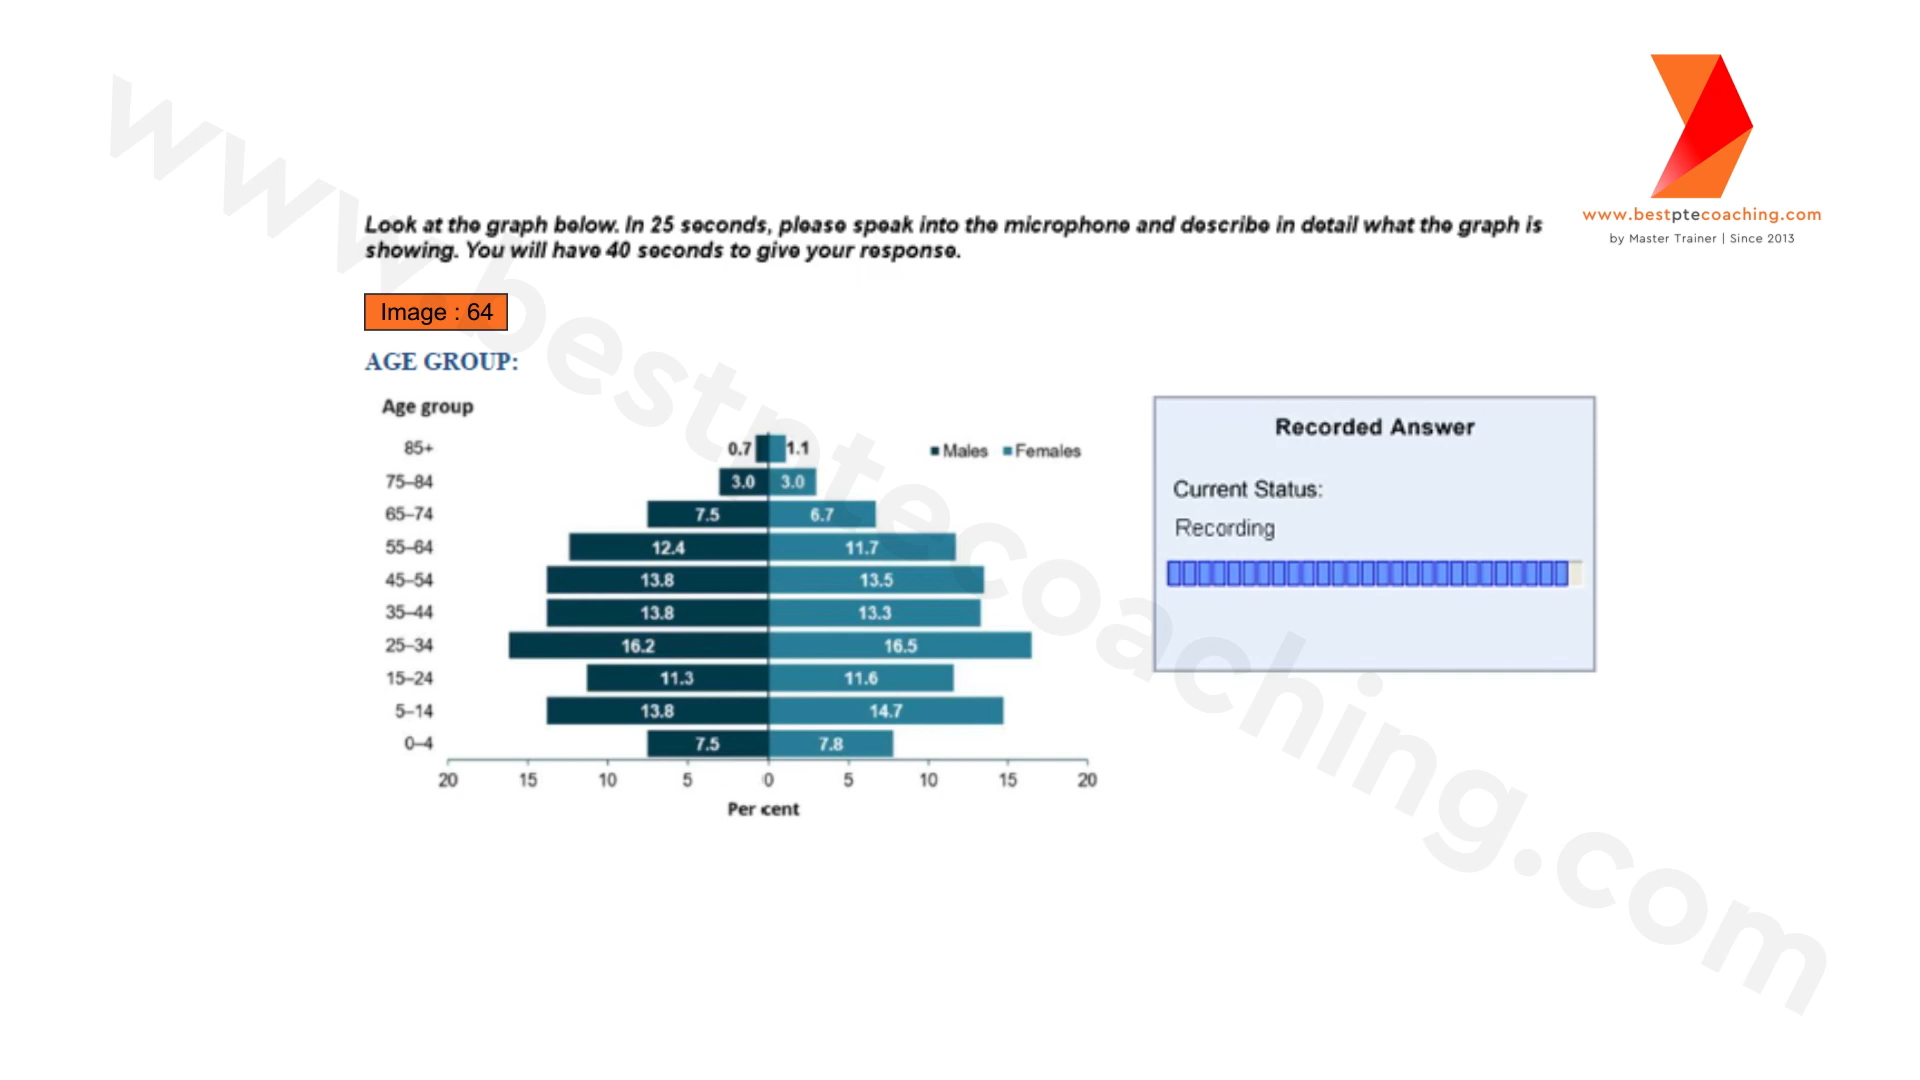 www.bestptecoaching.com
www.bestptecoaching.com
by Master Trainer | Since 2013
Look at the graph below. In 25 seconds, please speak into the microphone and describe in detail what the graph is
showing. You will have 40 seconds to give your response.
Image : 64
AGE GROUP:
Age group
85+ 0.7 1.1
Males Females
75–84 3.0 3.0
65–74 7.5 6.7
55–64 12.4 11.7
45–54 13.8 13.5
35–44 13.8 13.3
25–34 16.2 16.5
15–24 11.3 11.6
5–14 13.8 14.7
0–4 7.5 7.8
20 15 10 5 0 5 10 15 20
Per cent
Recorded Answer
Current Status:
Recording